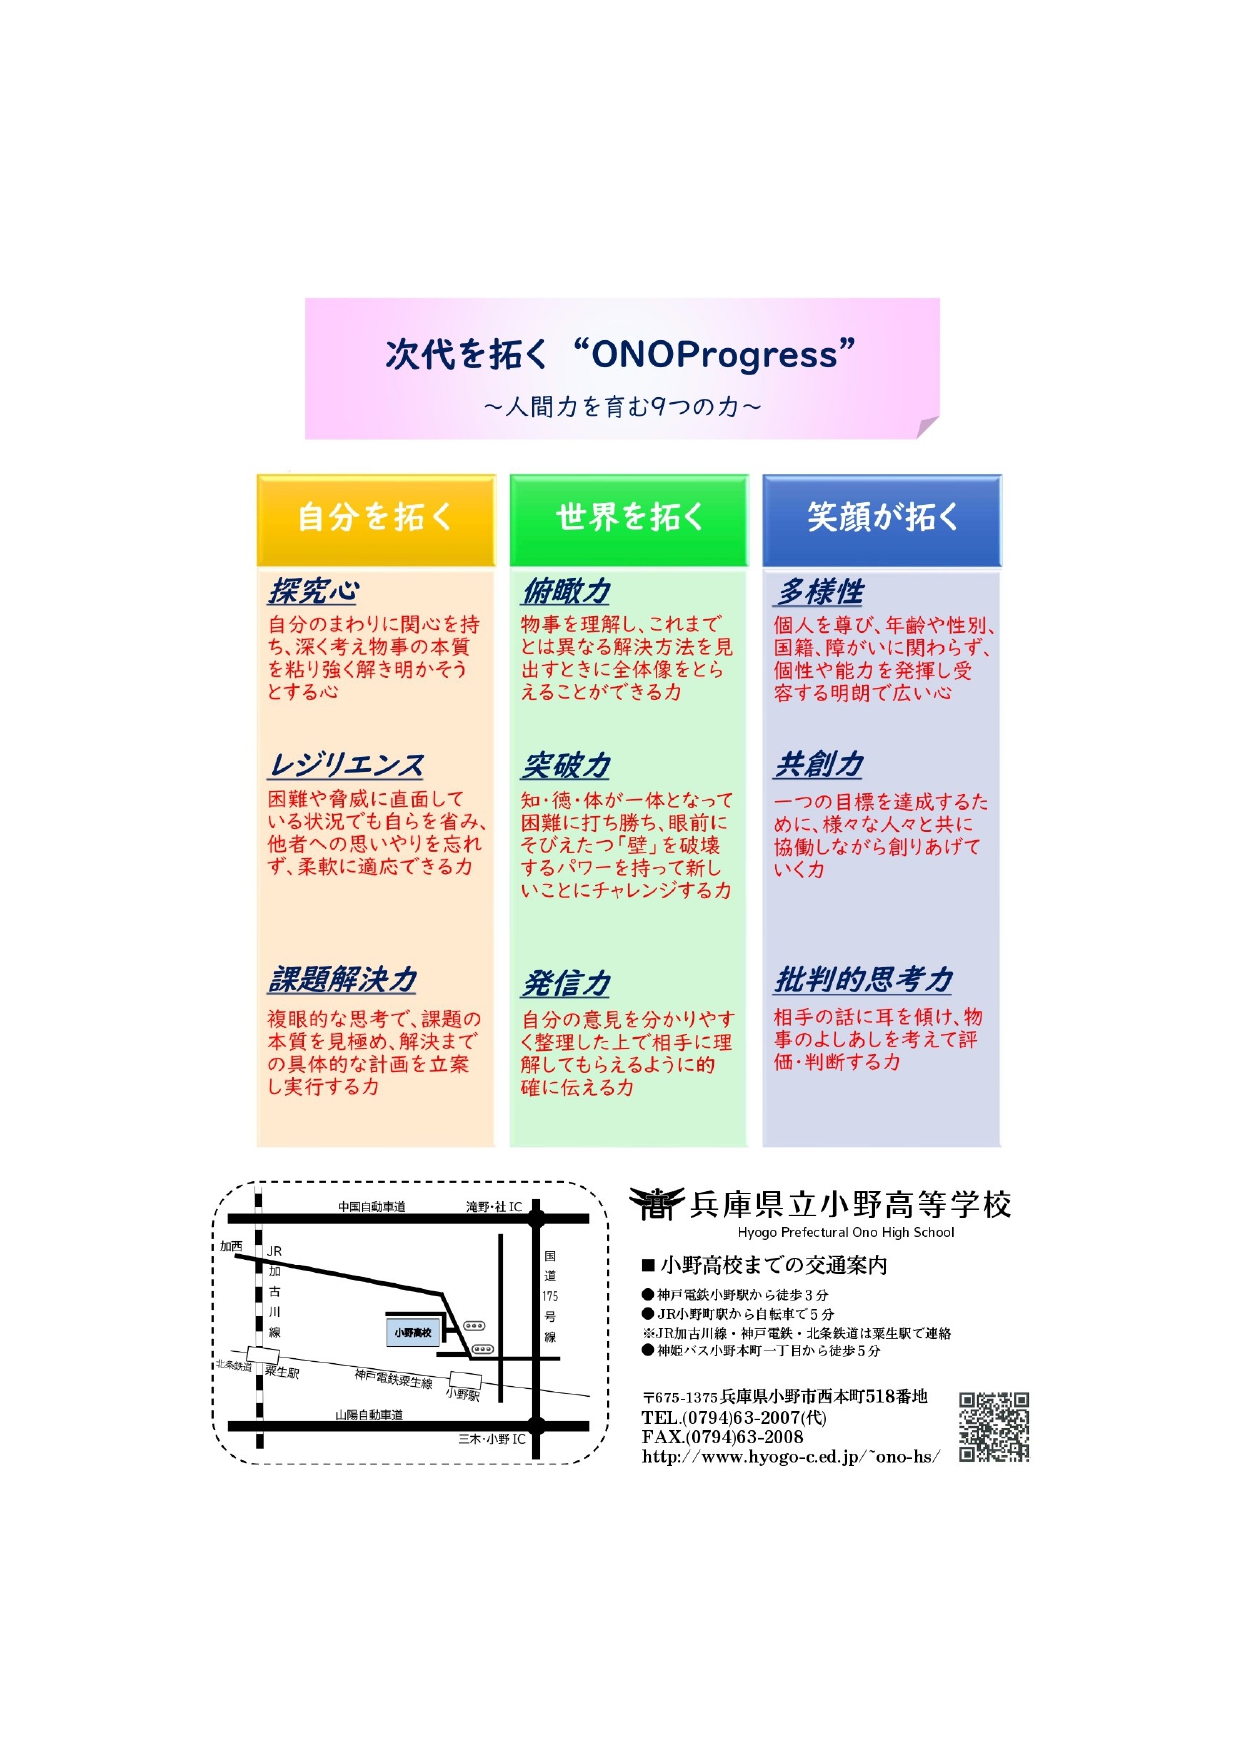 次代を拓く “ONOProgress”
～人間力を育む9つの力～
自分を拓く
探究心
自分のまわりに関心を持
ち、深く考え物事の本質
を粘り強く解き明かそう
とする心
レジリエンス
困難や脅威に直面して
いる状況でも自らを省み、
他者への思いやりを忘れ
ず、柔軟に適応できる力
課題解決力
複眼的な思考で、課題の
本質を見極め、解決まで
の具体的な計画を立案
し実行する力
世界を拓く
俯瞰力
物事を理解し、これまで
とは異なる解決方法を見
出すときに全体像をとら
えることができる力
突破力
知・徳・体が一体となって
困難に打ち勝ち、眼前に
そびえたつ「壁」を破壊
するパワーを持って新し
いことにチャレンジする力
発信力
自分の意見を分かりやす
く整理した上で相手に理
解してもらえるように的
確に伝える力
笑顔が拓く
多様性
個人を尊び、年齢や性別、
国籍、障がいに関わらず、
個性や能力を発揮し受
容する明朗で広い心
共創力
一つの目標を達成するた
めに、様々な人々と共に
協働しながら創りあげて
いく力
批判的思考力
相手の話に耳を傾け、物
事のよしあしを考えて評
価・判断する力
中国自動車道
滝野・社 IC
加西
JR加古川線
国道175号線
小野高校
北条鉄道
粟生駅
神戸電鉄粟生線
小野駅
山陽自動車道
三木・小野 IC
兵庫県立小野高等学校
Hyogo Prefectural Ono High School
■ 小野高校までの交通案内
●神戸電鉄小野駅から徒歩3分
●JR小野町駅から自転車で5分
※JR加古川線・神戸電鉄・北条鉄道は粟生駅で連絡
●神姫バス小野本町一丁目から徒歩5分
〒675-1375兵庫県小野市西本町518番地
TEL.(0794)63-2007(代)
FAX.(0794)63-2008
http://www.hyogo-c.ed.jp/~ono-hs/